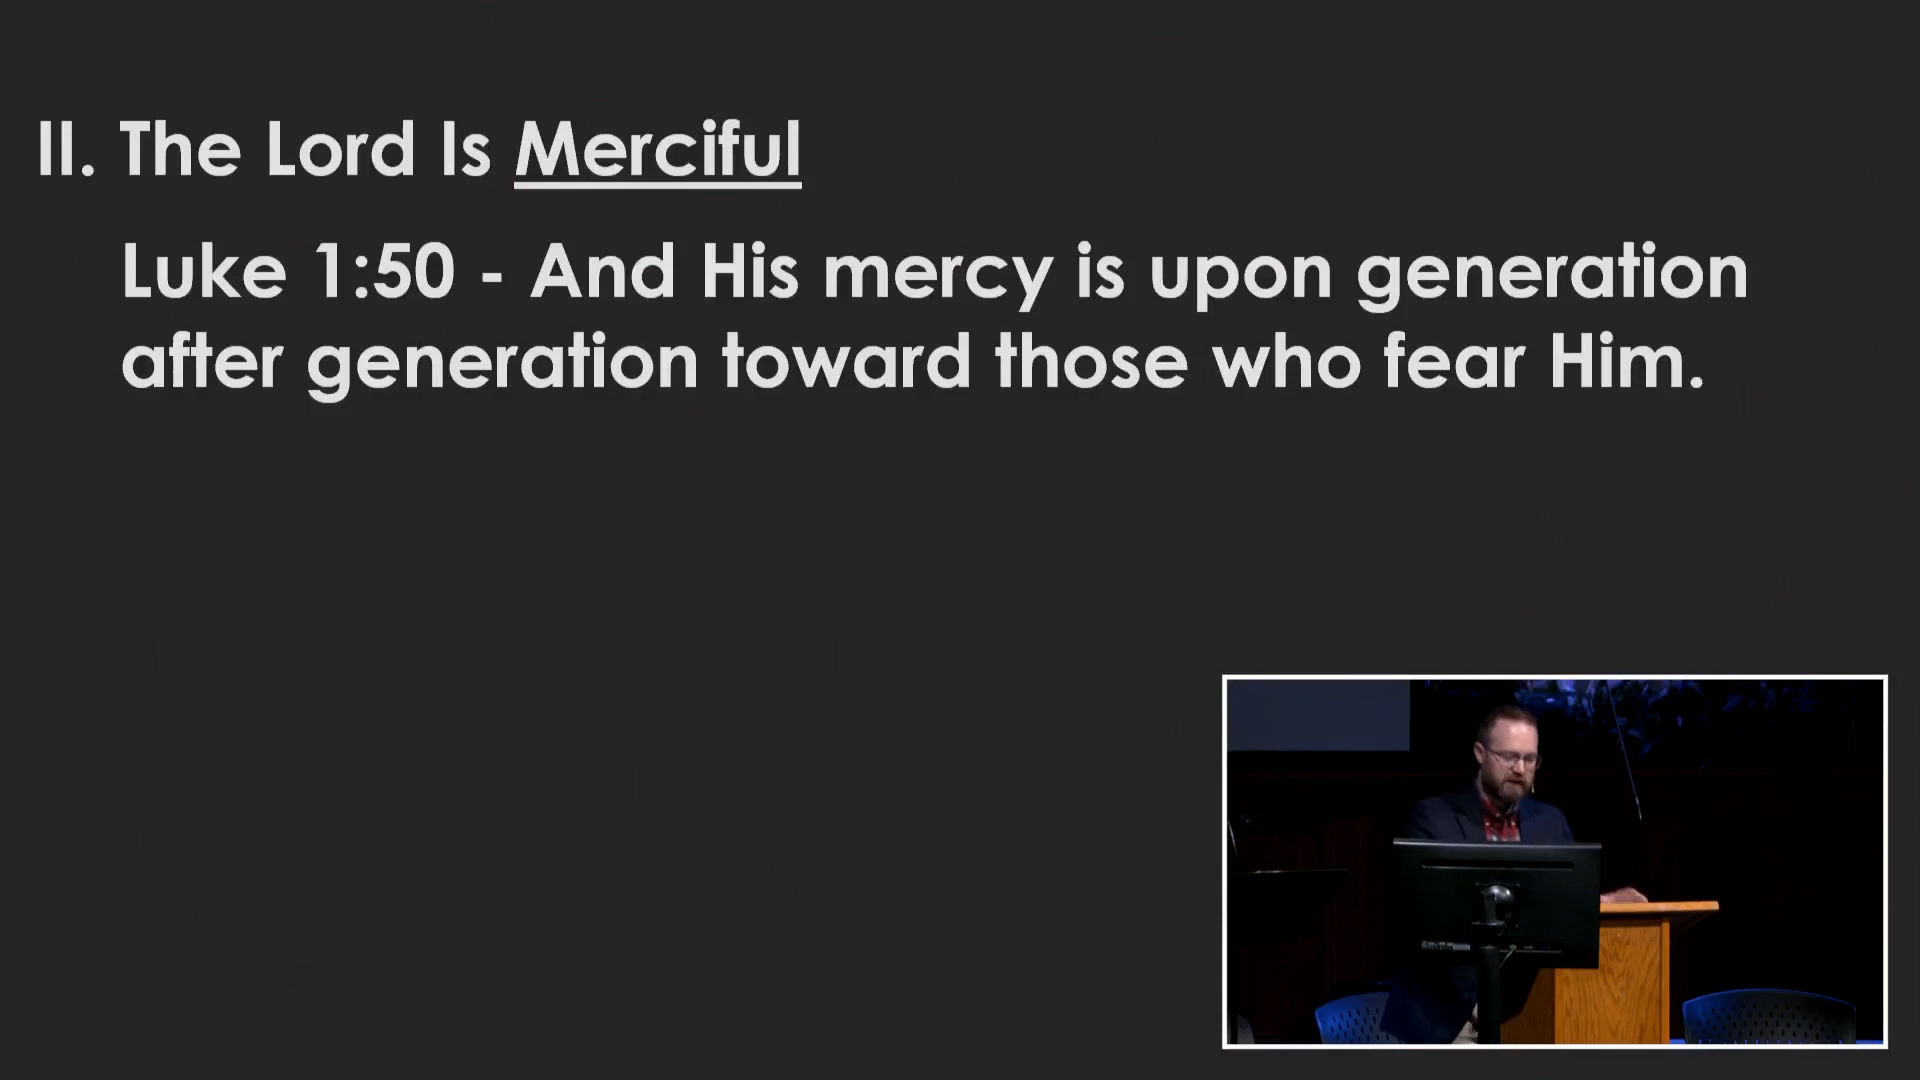 II. The Lord Is Merciful
Luke 1:50 - And His mercy is upon generation
after generation toward those who fear Him.